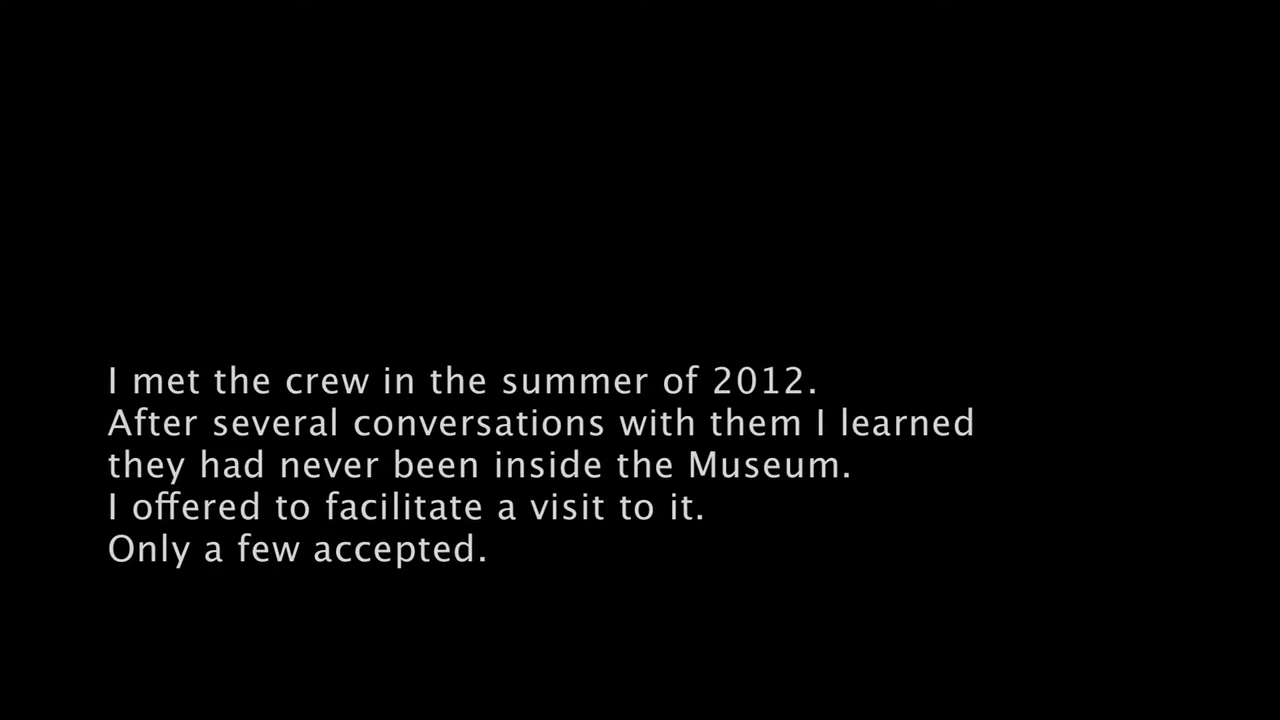 I met the crew in the summer of 2012.
After several conversations with them I learned
they had never been inside the Museum.
I offered to facilitate a visit to it.
Only a few accepted.